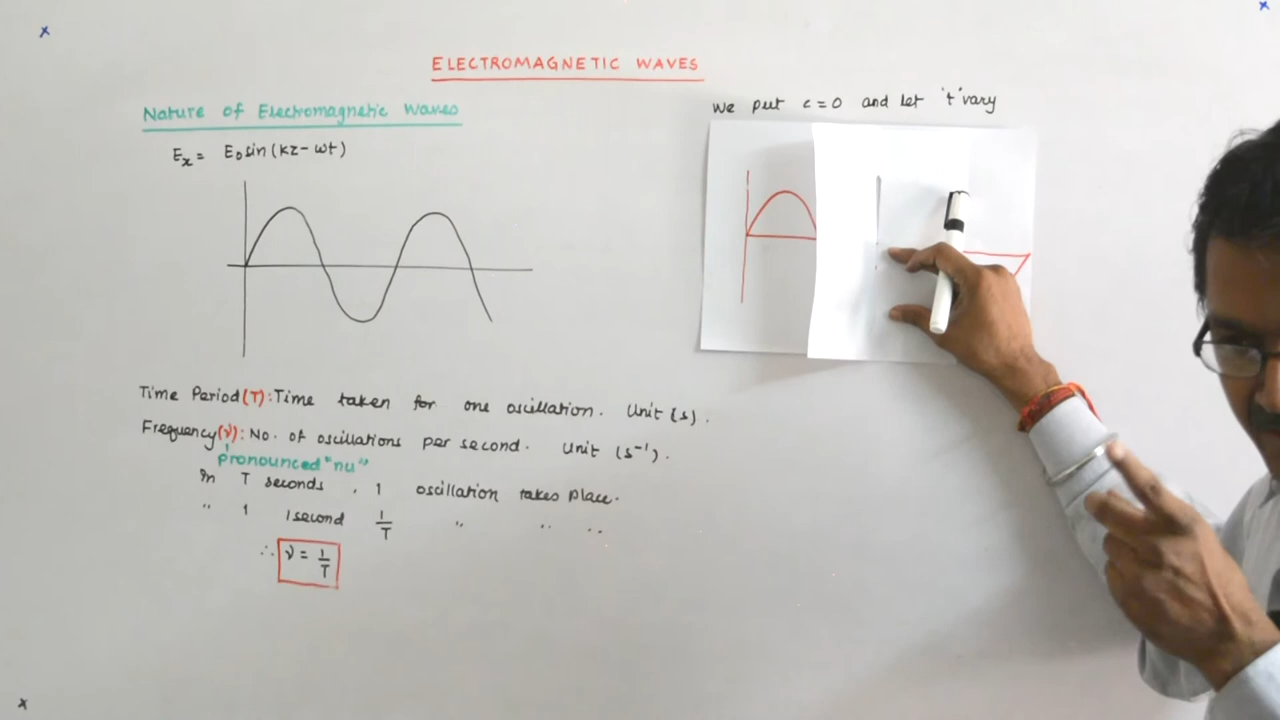 ELECTROMAGNETIC WAVES
Nature of Electromagnetic Waves
Ex = E0 sin (kz - ωt)
We put c = 0 and let 't' vary
Time Period (T): Time taken for one oscillation. Unit (s).
Frequency (ν): No. of oscillations per second. Unit (s⁻¹).
pronounced "nu"
In T seconds, 1 oscillation takes place.
" 1 1second 1/T " " "
∴ ν = 1/T